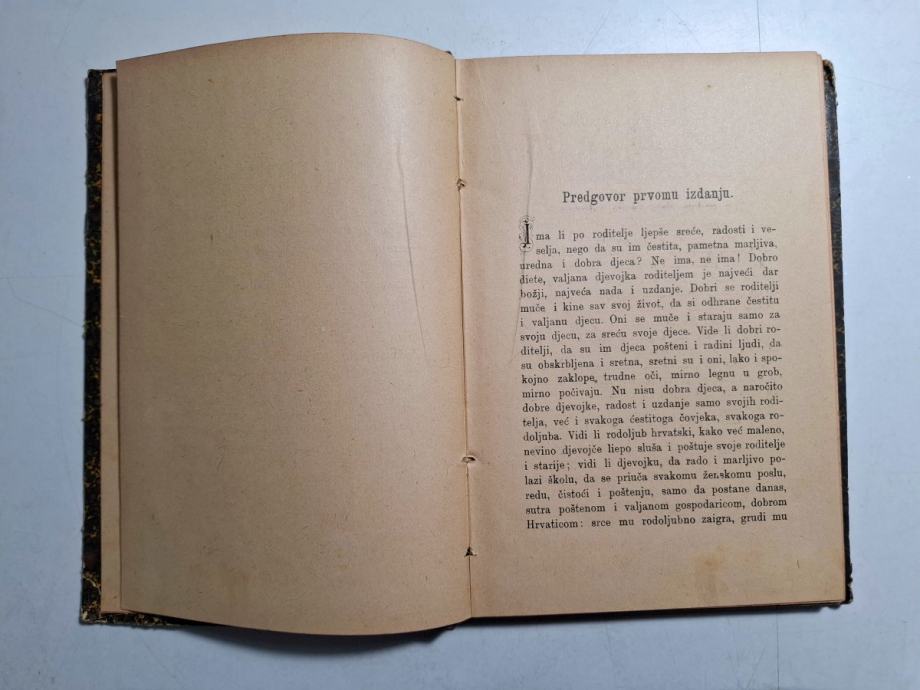 Predgovor prvomu izdanju.
Ima li po roditelje ljepše sreće, radosti i ve-
selja, nego da su im čestita, pametna marljiva,
uredna i dobra djeca? Ne ima, ne ima! Dobro
diete, valjana djevojka roditeljem je najveći dar
božji, najveća nada i uzdanje. Dobri se roditelji
muče i kine sav svoj život, da si odhrane čestitu
i valjanu djecu. Oni se muče i staraju samo za
svoju djecu, za sreću svoje djece. Vide li dobri ro-
ditelji, da su im djeca pošteni i radini ljudi, da
su obskrbljena i sretna, sretni su i oni, lako i spo-
kojno zaklope, trudne oči, mirno legnu u grob,
mirno počivaju. Nu nisu dobra djeca, a naročito
dobre djevojke, radost i uzdanje samo svojih rodi-
telja, već i svakoga ćestitoga čovjeka, svakoga ro-
doljuba. Vidi li rodoljub hrvatski, kako već maleno,
nevino djevojče liepo sluša i poštuje svoje roditelje
i starije; vidi li djevojku, da rado i marljivo po-
lazi školu, da se priuča svakomu ženskomu poslu,
redu, čistoći i poštenju, samo da postane danas,
sutra poštenom i valjanom gospodaricom, dobrom
Hrvaticom: srce mu rodoljubno zaigra, grudi mu